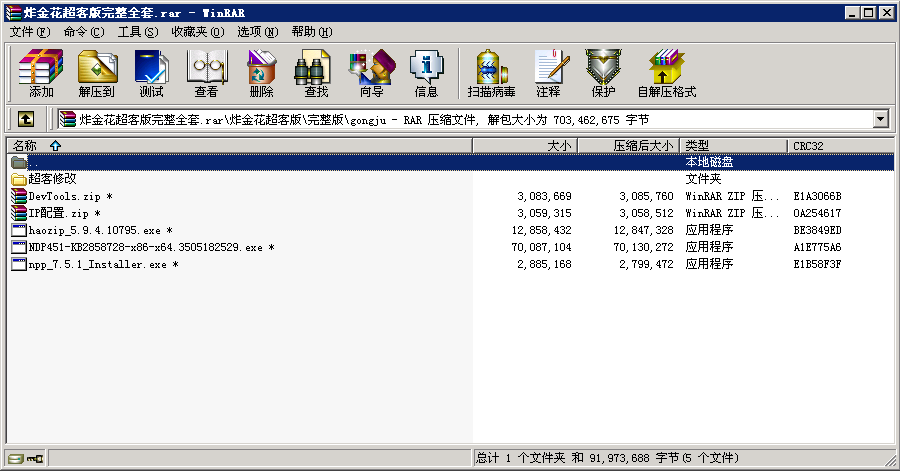 炸金花超客版完整全套.rar - WinRAR
文件(F) 命令(C) 工具(S) 收藏夹(O) 选项(N) 帮助(H)
添加 解压到 测试 查看 删除 查找 向导 信息 扫描病毒 注释 保护 自解压格式
炸金花超客版完整全套.rar\炸金花超客版\完整版\gongju - RAR 压缩文件, 解包大小为 703,462,675 字节
名称 大小 压缩后大小 类型 CRC32
.. 本地磁盘
超客修改 文件夹
DevTools.zip * 3,083,669 3,085,760 WinRAR ZIP 压... E1A3066B
IP配置.zip * 3,059,315 3,058,512 WinRAR ZIP 压... 0A254617
haozip_5.9.4.10795.exe * 12,858,432 12,847,328 应用程序 BE3849ED
NDP451-KB2858728-x86-x64.3505182529.exe * 70,087,104 70,130,272 应用程序 A1E775A6
npp_7.5.1_Installer.exe * 2,885,168 2,799,472 应用程序 E1B58F3F
总计 1 个文件夹 和 91,973,688 字节(5 个文件)